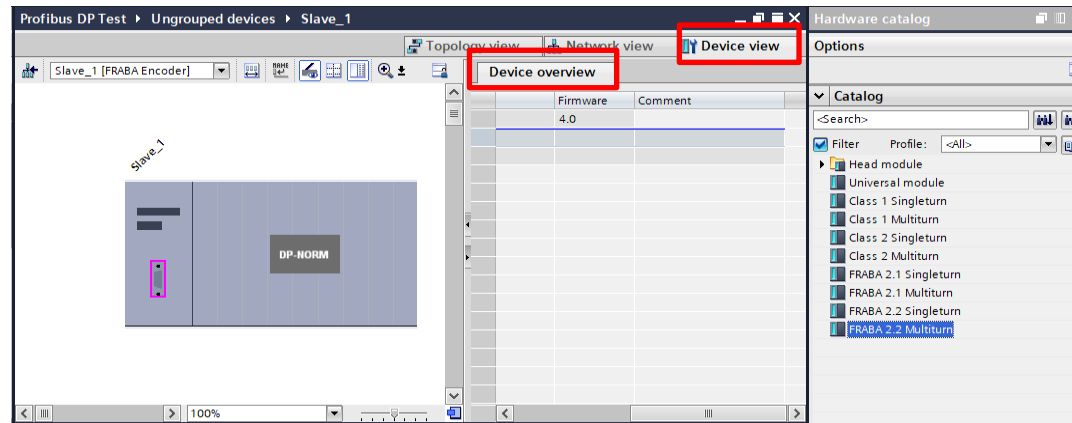 Profibus DP Test ▸ Ungrouped devices ▸ Slave_1
Topology view
Network view
Device view
Slave_1 [FRABA Encoder]
Slave_1
DP-NORM
100%
Device overview
Firmware Comment
4.0
Hardware catalog
Options
Catalog
<Search>
Filter Profile: <All>
Head module
Universal module
Class 1 Singleturn
Class 1 Multiturn
Class 2 Singleturn
Class 2 Multiturn
FRABA 2.1 Singleturn
FRABA 2.1 Multiturn
FRABA 2.2 Singleturn
FRABA 2.2 Multiturn